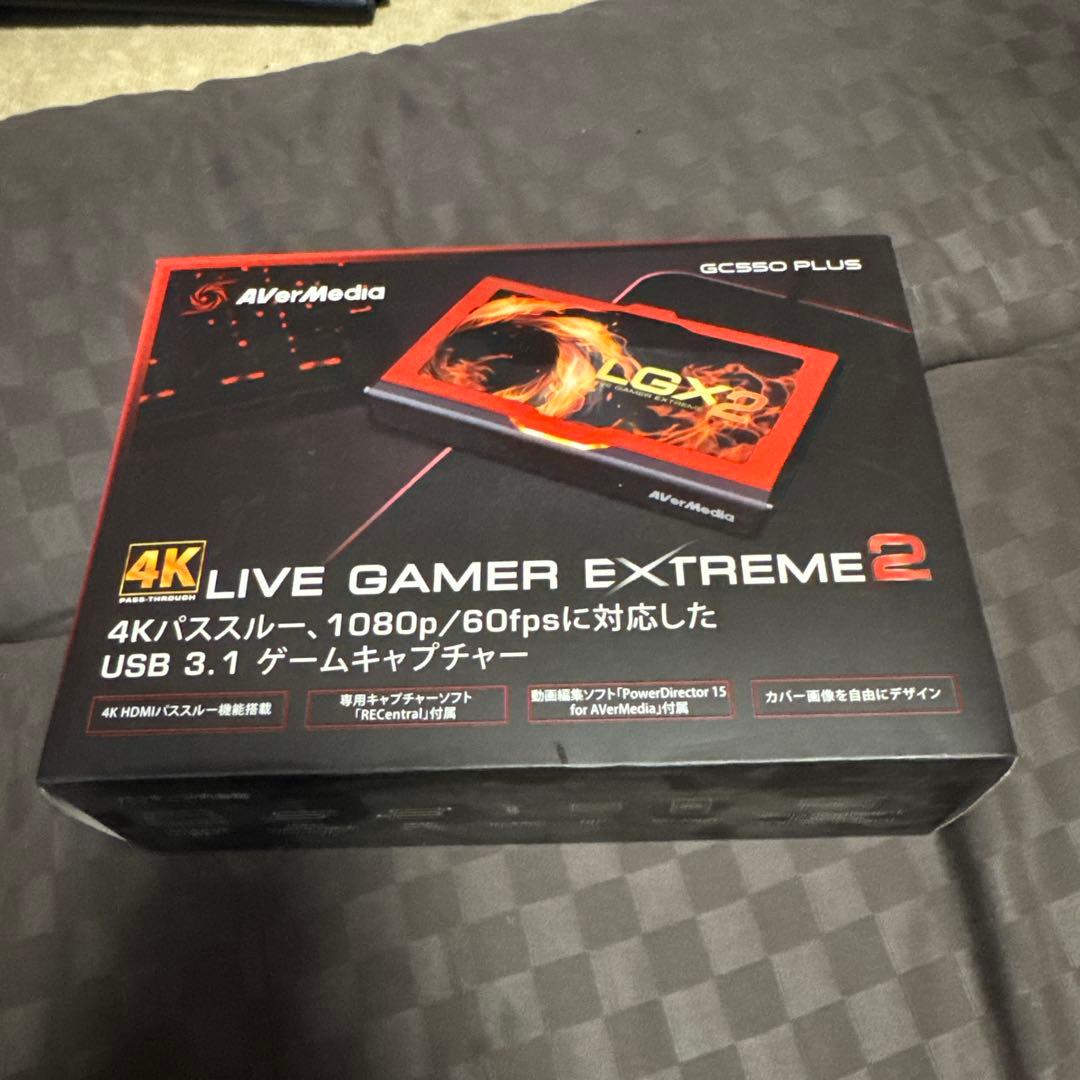 GC550 PLUS
AVerMedia
LGX2
LIVE GAMER EXTREME
AVerMedia
4K
PASS-THROUGH
LIVE GAMER EXTREME2
4Kパススルー、1080p/60fpsに対応した
USB 3.1 ゲームキャプチャー
4K HDMIパススルー機能搭載
専用キャプチャーソフト
「RECentral」付属
動画編集ソフト「PowerDirector 15
for AVerMedia」付属
カバー画像を自由にデザイン